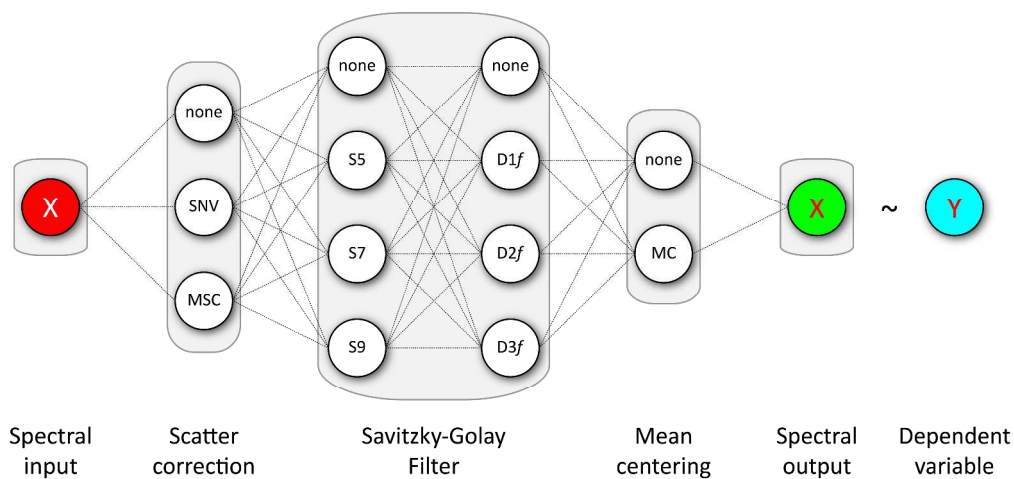 X
none
SNV
MSC
none
S5
S7
S9
none
D1f
D2f
D3f
none
MC
X
~
Y
Spectral
input
Scatter
correction
Savitzky-Golay
Filter
Mean
centering
Spectral
output
Dependent
variable